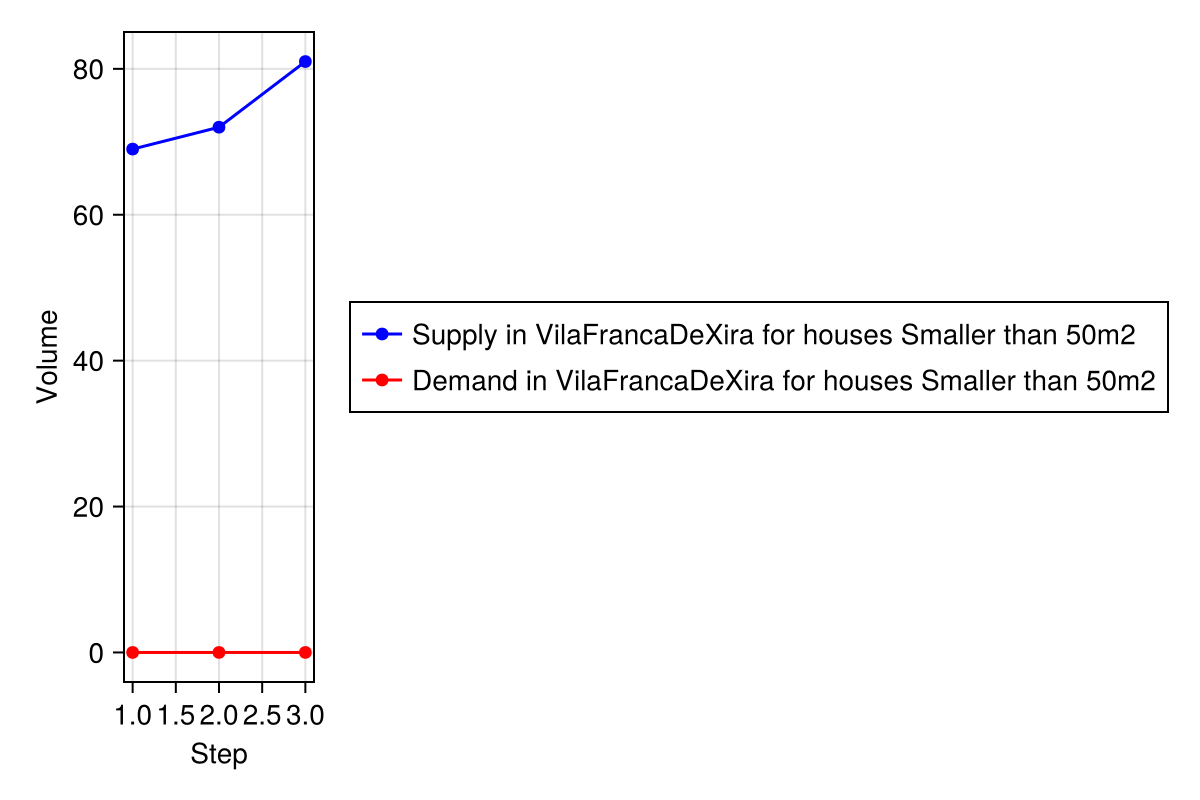 80
60
40
20
0
Volume
1.0 1.5 2.0 2.5 3.0
Step
Supply in VilaFrancaDeXira for houses Smaller than 50m2
Demand in VilaFrancaDeXira for houses Smaller than 50m2